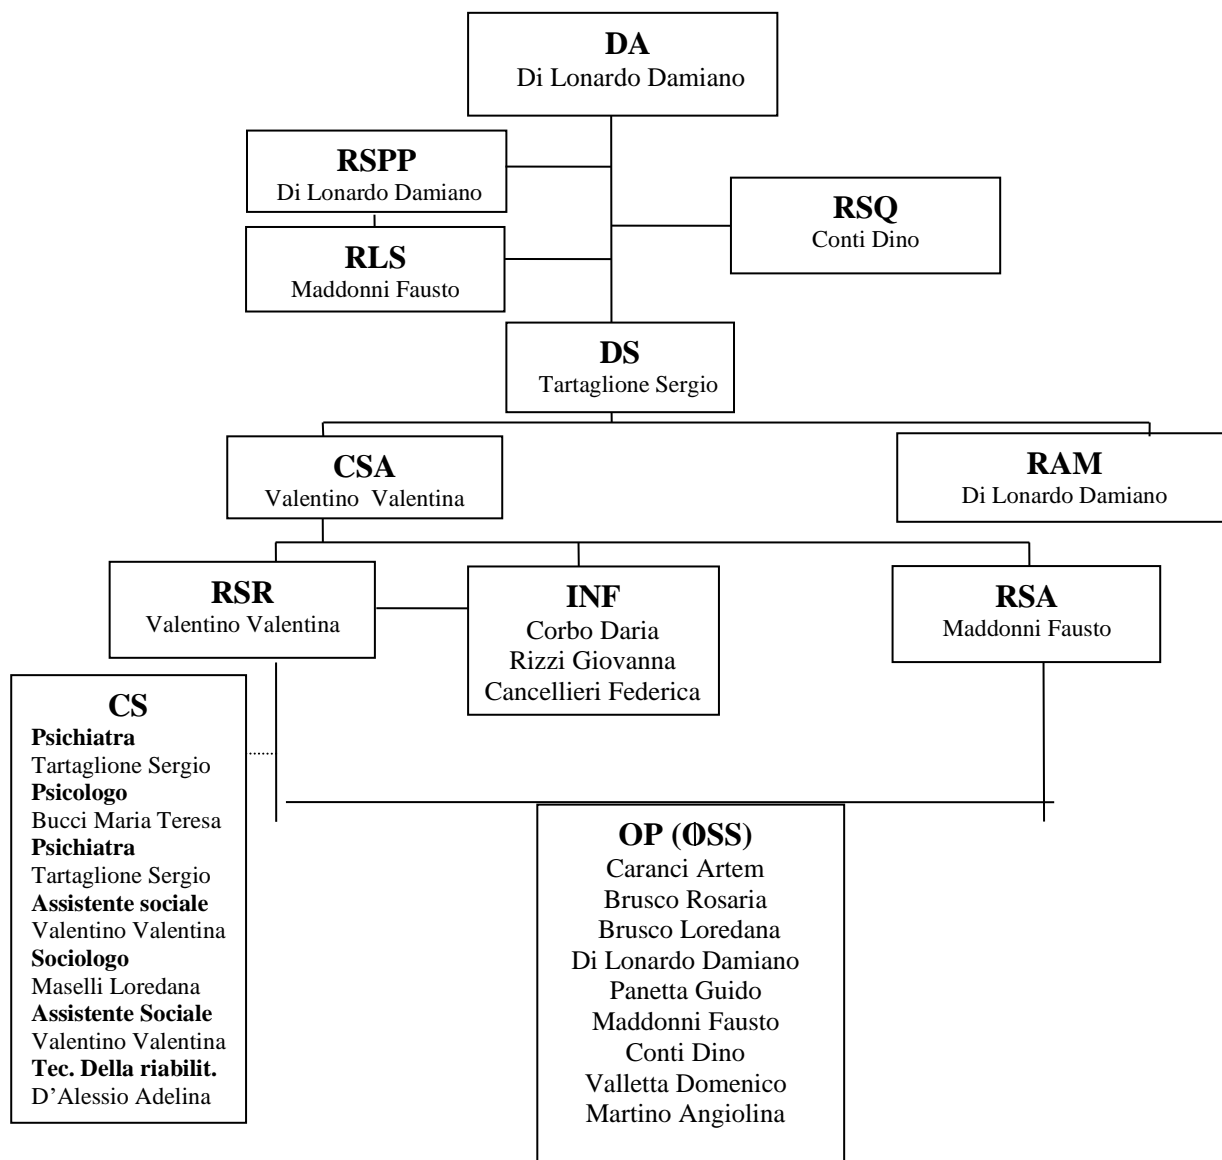 DA
Di Lonardo Damiano
RSPP
Di Lonardo Damiano
RSQ
Conti Dino
RLS
Maddonni Fausto
DS
Tartaglione Sergio
CSA
Valentino Valentina
RAM
Di Lonardo Damiano
RSR
Valentino Valentina
INF
Corbo Daria
Rizzi Giovanna
Cancellieri Federica
RSA
Maddonni Fausto
CS
Psichiatra
Tartaglione Sergio
Psicologo
Bucci Maria Teresa
Psichiatra
Tartaglione Sergio
Assistente sociale
Valentino Valentina
Sociologo
Maselli Loredana
Assistente Sociale
Valentino Valentina
Tec. Della riabilit.
D’Alessio Adelina
OP (OSS)
Caranci Artem
Brusco Rosaria
Brusco Loredana
Di Lonardo Damiano
Panetta Guido
Maddonni Fausto
Conti Dino
Valletta Domenico
Martino Angiolina